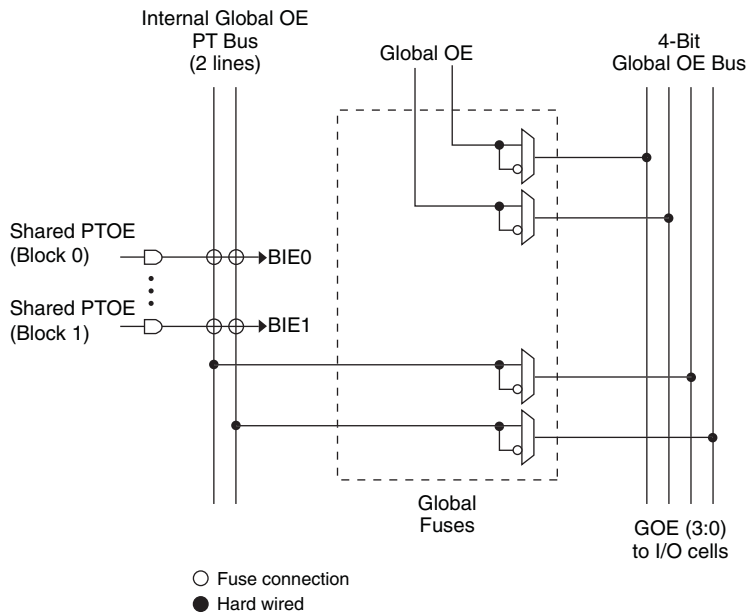 Internal Global OE
PT Bus
(2 lines)
Global OE
4-Bit
Global OE Bus
Shared PTOE
(Block 0)
BIE0
Shared PTOE
(Block 1)
BIE1
Global
Fuses
GOE (3:0)
to I/O cells
Fuse connection
Hard wired